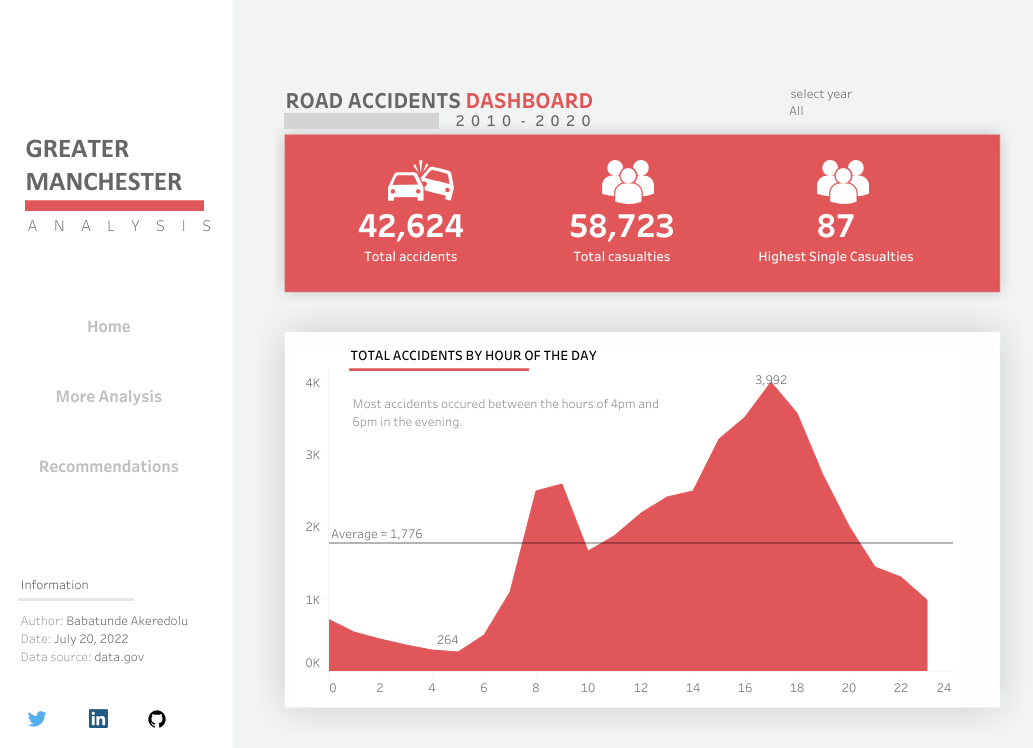 GREATER
MANCHESTER
A N A L Y S I S
Home
More Analysis
Recommendations
Information
Author: Babatunde Akeredolu
Date: July 20, 2022
Data source: data.gov
ROAD ACCIDENTS DASHBOARD
2010-2020
select year
All
42,624
Total accidents
58,723
Total casualties
87
Highest Single Casualties
TOTAL ACCIDENTS BY HOUR OF THE DAY
Most accidents occured between the hours of 4pm and
6pm in the evening.
4K
3K
2K
1K
0K
3,992
Average = 1,776
264
0 2 4 6 8 10 12 14 16 18 20 22 24